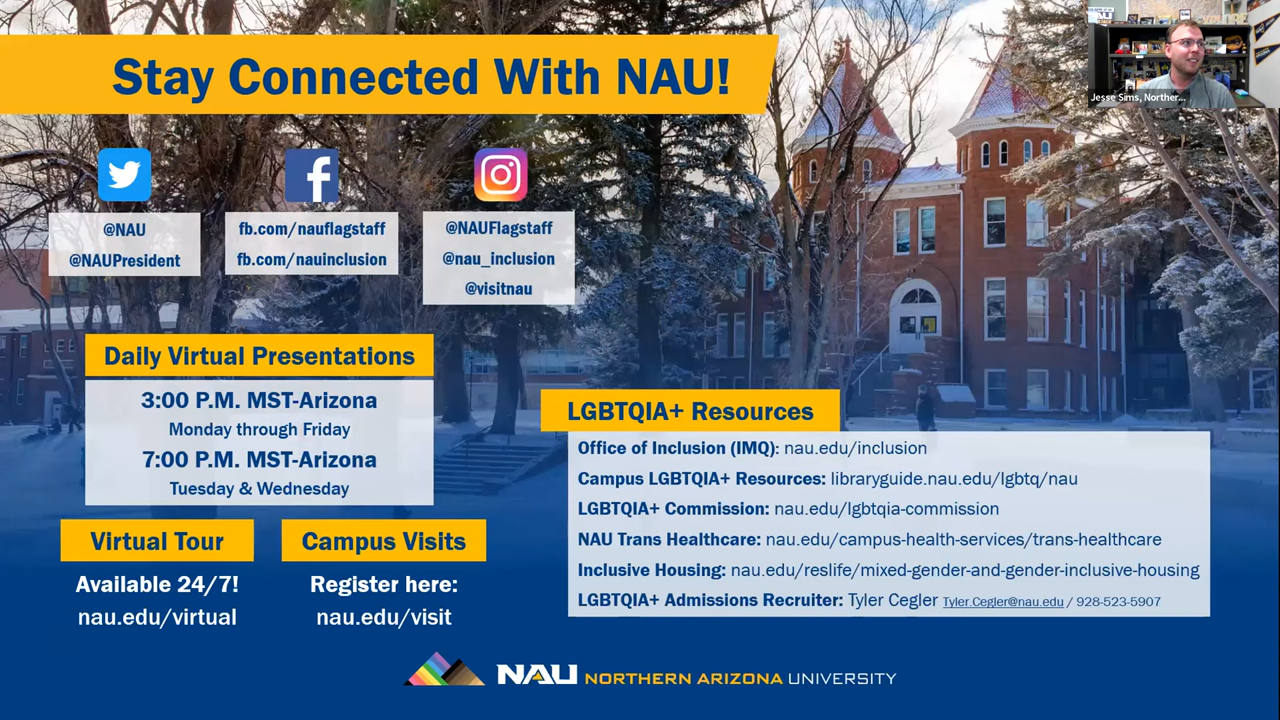 Stay Connected With NAU!
Jesse Sims, Norther...
@NAU
@NAUPresident
fb.com/nauflagstaff
fb.com/nauinclusion
@NAUFlagstaff
@nau_inclusion
@visitnau
Daily Virtual Presentations
3:00 P.M. MST-Arizona
Monday through Friday
7:00 P.M. MST-Arizona
Tuesday & Wednesday
Virtual Tour
Available 24/7!
nau.edu/virtual
Campus Visits
Register here:
nau.edu/visit
LGBTQIA+ Resources
Office of Inclusion (IMQ): nau.edu/inclusion
Campus LGBTQIA+ Resources: libraryguide.nau.edu/lgbtq/nau
LGBTQIA+ Commission: nau.edu/lgbtqia-commission
NAU Trans Healthcare: nau.edu/campus-health-services/trans-healthcare
Inclusive Housing: nau.edu/reslife/mixed-gender-and-gender-inclusive-housing
LGBTQIA+ Admissions Recruiter: Tyler Cegler Tyler.Cegler@nau.edu / 928-523-5907
NAU NORTHERN ARIZONA UNIVERSITY